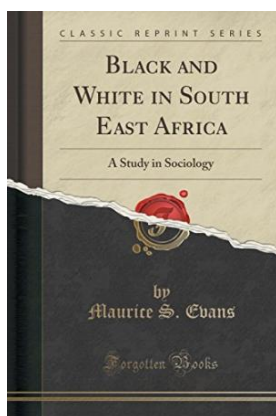 CLASSIC REPRINT SERIES
BLACK AND
WHITE IN SOUTH
EAST AFRICA
A Study in Sociology
by
Maurice S. Evans
Forgotten Books